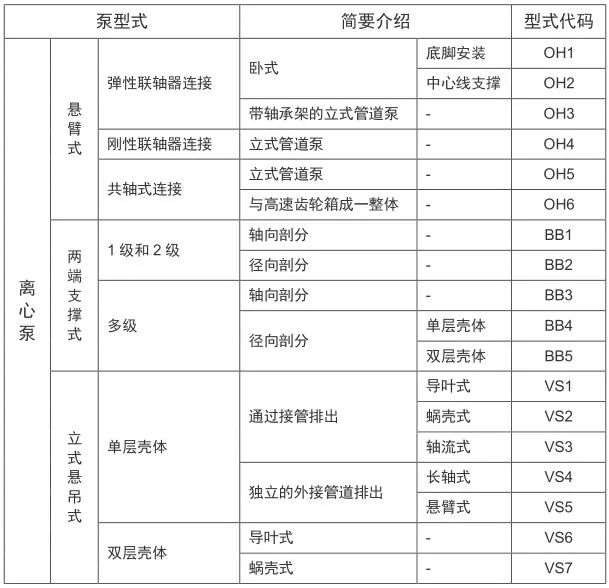 泵型式 简要介绍 型式代码
离心泵 悬臂式 弹性联轴器连接 卧式 底脚安装 OH1
中心线支撑 OH2
带轴承架的立式管道泵 - OH3
刚性联轴器连接 立式管道泵 - OH4
共轴式连接 立式管道泵 - OH5
与高速齿轮箱成一整体 - OH6
两端支撑式 1级和2级 轴向剖分 - BB1
径向剖分 - BB2
多级 轴向剖分 - BB3
径向剖分 单层壳体 BB4
双层壳体 BB5
立式悬吊式 单层壳体 通过接管排出 导叶式 VS1
蜗壳式 VS2
轴流式 VS3
独立的外接管道排出 长轴式 VS4
悬臂式 VS5
双层壳体 导叶式 - VS6
蜗壳式 - VS7